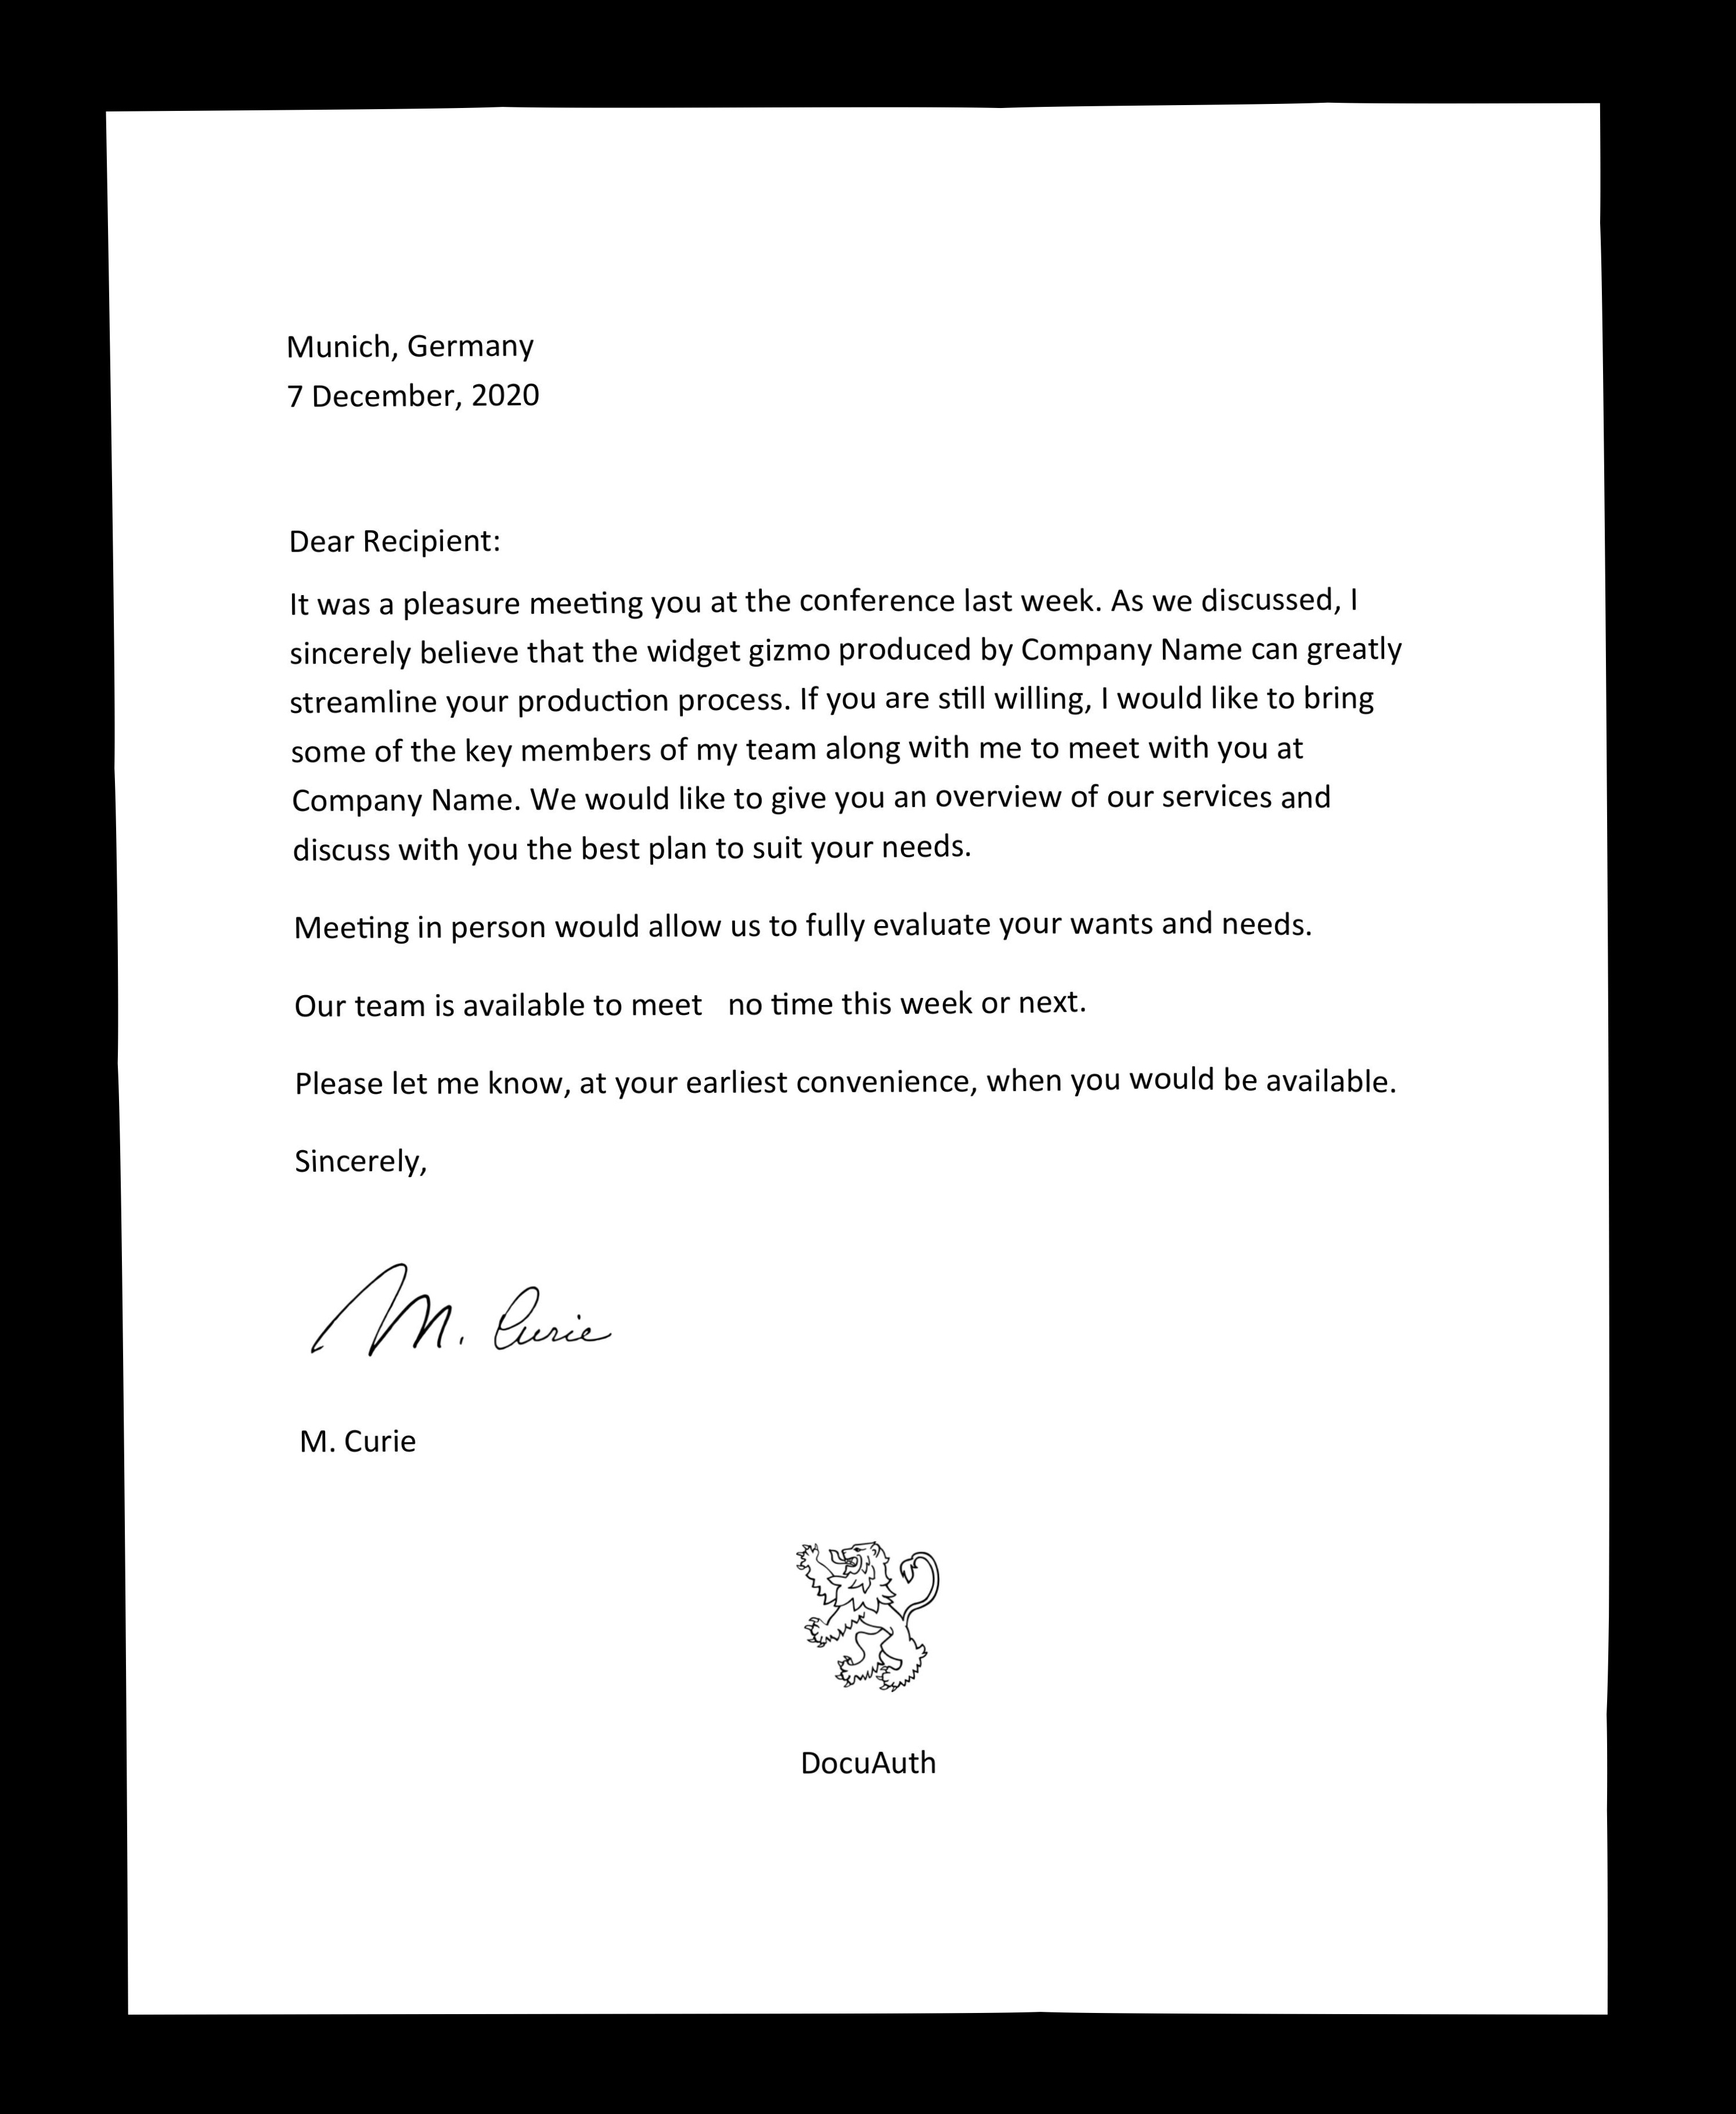 Munich, Germany
7 December, 2020
Dear Recipient:
It was a pleasure meeting you at the conference last week. As we discussed, I
sincerely believe that the widget gizmo produced by Company Name can greatly
streamline your production process. If you are still willing, I would like to bring
some of the key members of my team along with me to meet with you at
Company Name. We would like to give you an overview of our services and
discuss with you the best plan to suit your needs.
Meeting in person would allow us to fully evaluate your wants and needs.
Our team is available to meet no time this week or next.
Please let me know, at your earliest convenience, when you would be available.
Sincerely,
M. Curie
M. Curie
DocuAuth